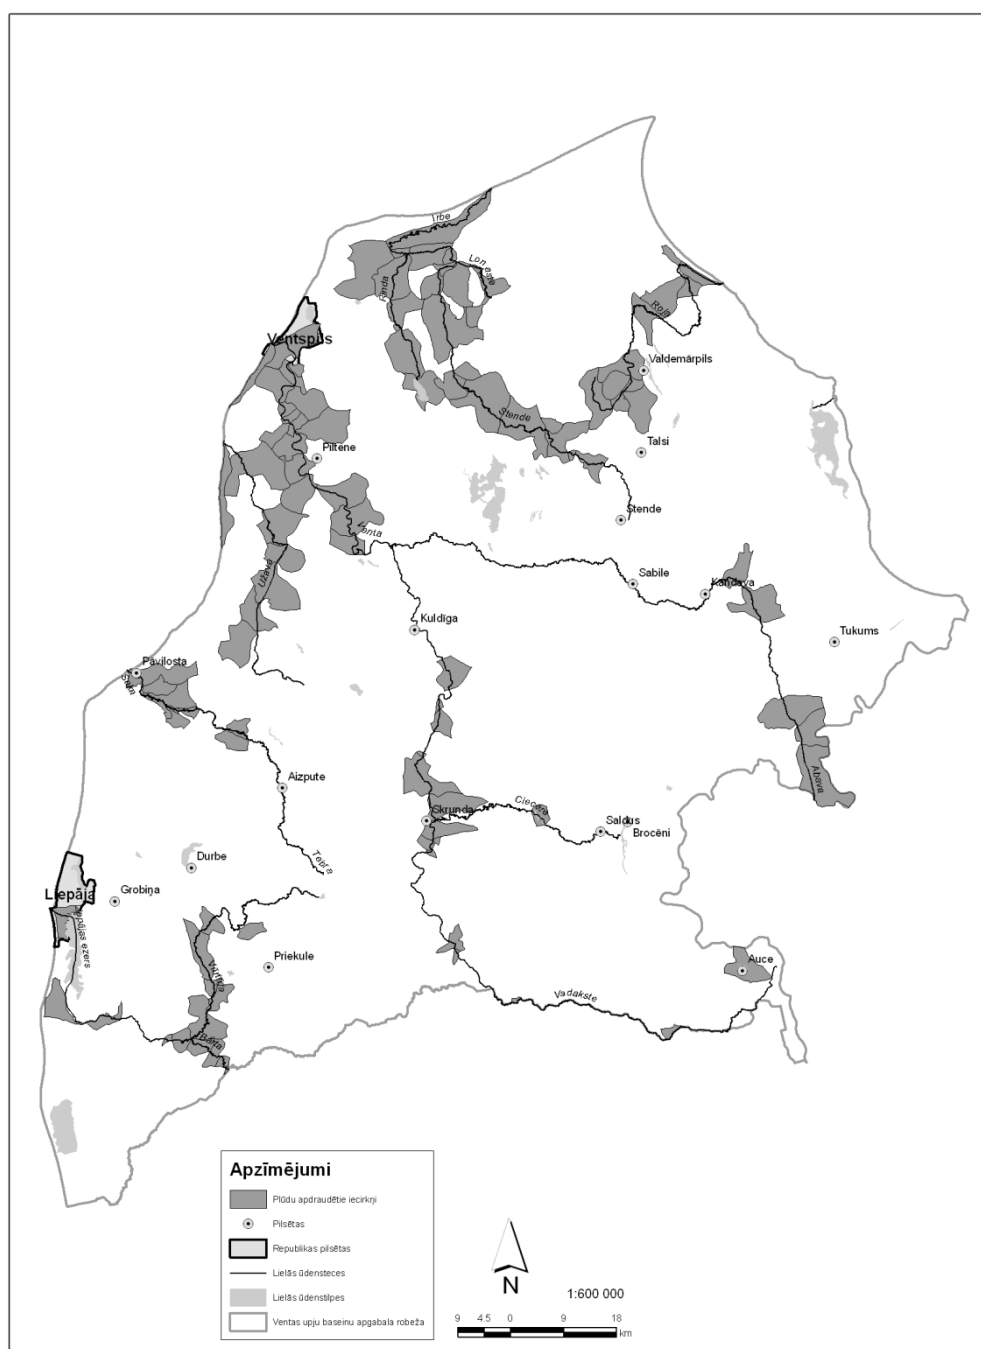 Irbe
Lonaste
Rinda
Roja
Ventspils
Valdemārpils
Stende
Talsi
Piltene
Stende
Venta
Užava
Sabile
Kandava
Kuldīga
Tukums
Pāvilosta
Saka
Abava
Aizpute
Ciecere
Skrunda
Saldus
Brocēni
Tebra
Durbe
Liepāja
Grobiņa
Liepājas ezers
Priekule
Vārtāja
Auce
Vadakste
Bārta
Apzīmējumi
Plūdu apdraudētie iecirkņi
Pilsētas
Republikas pilsētas
Lielās ūdensteces
Lielās ūdenstilpes
Ventas upju baseinu apgabala robeža
N
1:600 000
9 4.5 0 9 18
km